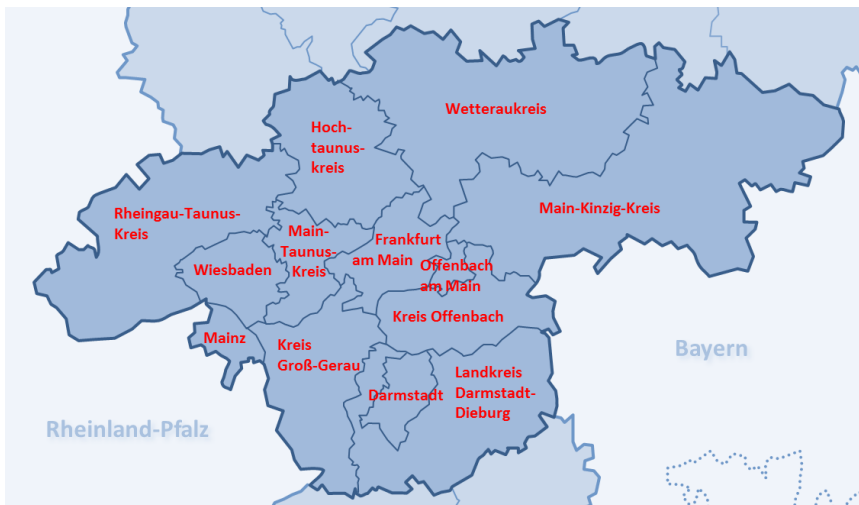 Wetteraukreis
Hoch-
taunus-
kreis
Rheingau-Taunus-
Kreis
Main-Kinzig-Kreis
Main-
Taunus-
Kreis
Frankfurt
am Main
Wiesbaden
Offenbach
am Main
Kreis Offenbach
Mainz
Kreis
Groß-Gerau
Bayern
Darmstadt
Landkreis
Darmstadt-
Dieburg
Rheinland-Pfalz